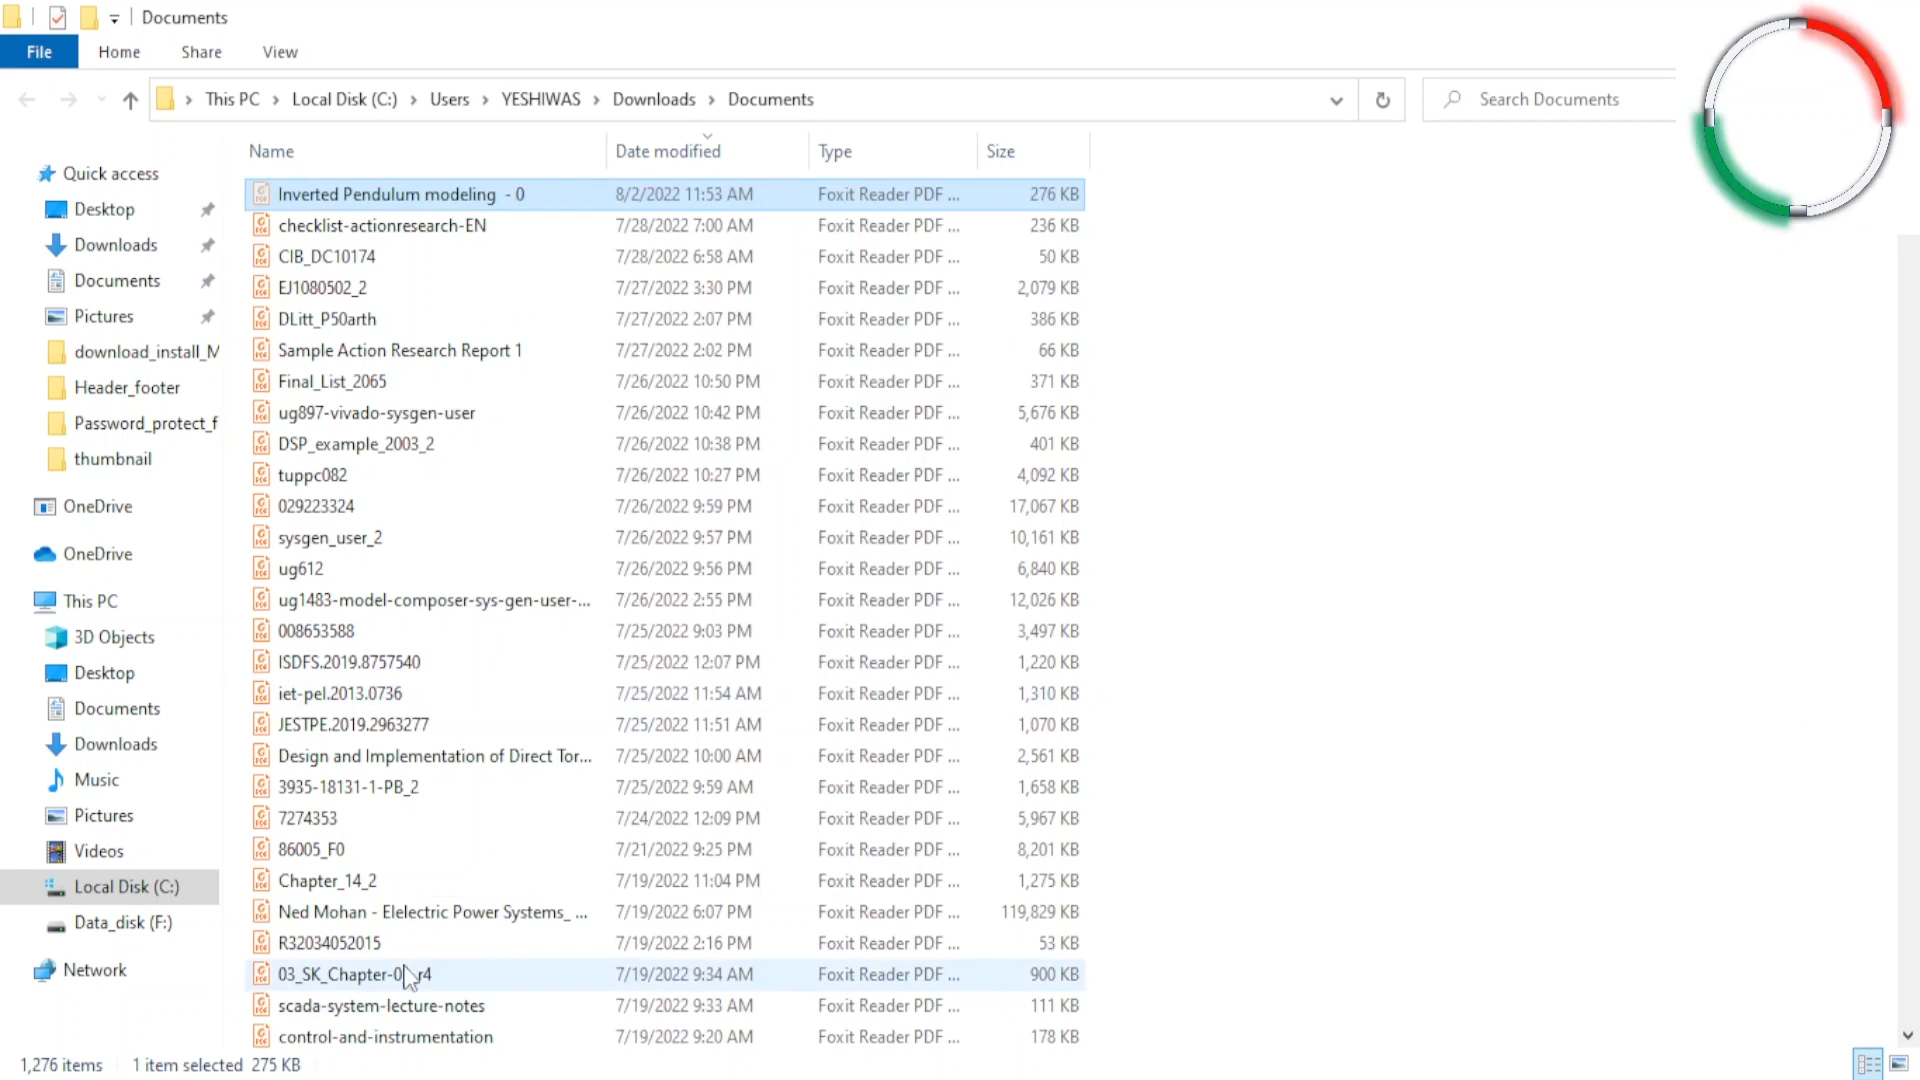 Documents
File Home Share View
This PC > Local Disk (C:) > Users > YESHIWAS > Downloads > Documents
Search Documents
Name Date modified Type Size
Quick access
Desktop
Downloads
Documents
Pictures
download_install_M
Header_footer
Password_protect_f
thumbnail
OneDrive
OneDrive
This PC
3D Objects
Desktop
Documents
Downloads
Music
Pictures
Videos
Local Disk (C:)
Data_disk (F:)
Network
Inverted Pendulum modeling - 0 8/2/2022 11:53 AM Foxit Reader PDF ... 276 KB
checklist-actionresearch-EN 7/28/2022 7:00 AM Foxit Reader PDF ... 236 KB
CIB_DC10174 7/28/2022 6:58 AM Foxit Reader PDF ... 50 KB
EJ1080502_2 7/27/2022 3:30 PM Foxit Reader PDF ... 2,079 KB
DLitt_P50arth 7/27/2022 2:07 PM Foxit Reader PDF ... 386 KB
Sample Action Research Report 1 7/27/2022 2:02 PM Foxit Reader PDF ... 66 KB
Final_List_2065 7/26/2022 10:50 PM Foxit Reader PDF ... 371 KB
ug897-vivado-sysgen-user 7/26/2022 10:42 PM Foxit Reader PDF ... 5,676 KB
DSP_example_2003_2 7/26/2022 10:38 PM Foxit Reader PDF ... 401 KB
tuppc082 7/26/2022 10:27 PM Foxit Reader PDF ... 4,092 KB
029223324 7/26/2022 9:59 PM Foxit Reader PDF ... 17,067 KB
sysgen_user_2 7/26/2022 9:57 PM Foxit Reader PDF ... 10,161 KB
ug612 7/26/2022 9:56 PM Foxit Reader PDF ... 6,840 KB
ug1483-model-composer-sys-gen-user-... 7/26/2022 2:55 PM Foxit Reader PDF ... 12,026 KB
008653588 7/25/2022 9:03 PM Foxit Reader PDF ... 3,497 KB
ISDFS.2019.8757540 7/25/2022 12:07 PM Foxit Reader PDF ... 1,220 KB
iet-pel.2013.0736 7/25/2022 11:54 AM Foxit Reader PDF ... 1,310 KB
JESTPE.2019.2963277 7/25/2022 11:51 AM Foxit Reader PDF ... 1,070 KB
Design and Implementation of Direct Tor... 7/25/2022 10:00 AM Foxit Reader PDF ... 2,561 KB
3935-18131-1-PB_2 7/25/2022 9:59 AM Foxit Reader PDF ... 1,658 KB
7274353 7/24/2022 12:09 PM Foxit Reader PDF ... 5,967 KB
86005_F0 7/21/2022 9:25 PM Foxit Reader PDF ... 8,201 KB
Chapter_14_2 7/19/2022 11:04 PM Foxit Reader PDF ... 1,275 KB
Ned Mohan - Elelectric Power Systems_ ... 7/19/2022 6:07 PM Foxit Reader PDF ... 119,829 KB
R32034052015 7/19/2022 2:16 PM Foxit Reader PDF ... 53 KB
7/19/2022 9:34 AM Foxit Reader PDF ... 900 KB
scada-system-lecture-notes 7/19/2022 9:33 AM Foxit Reader PDF ... 111 KB
control-and-instrumentation 7/19/2022 9:20 AM Foxit Reader PDF ... 178 KB
1,276 items 1 item selected 275 KB